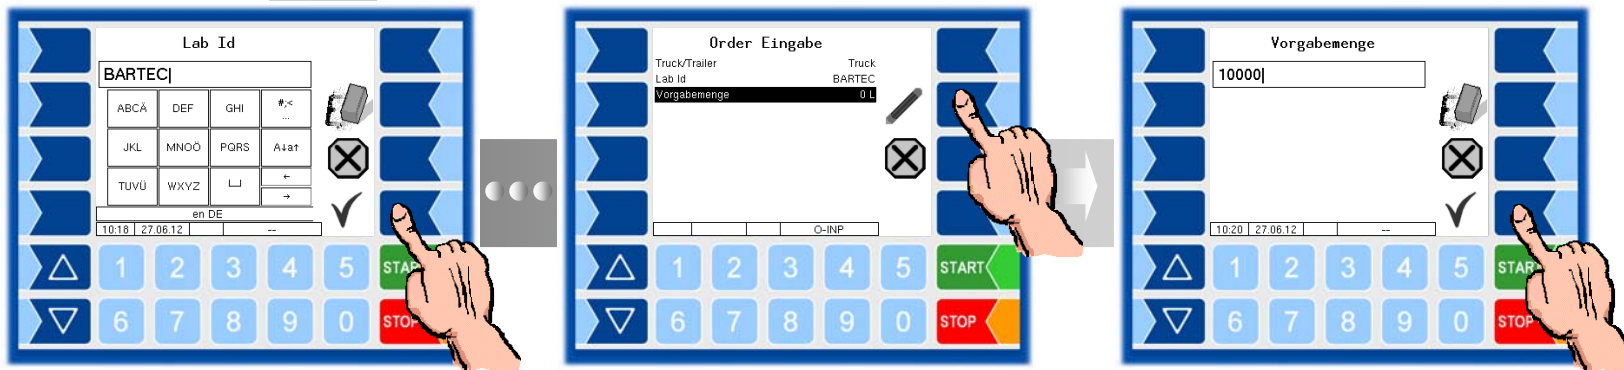 Lab Id
BARTEC
ABCÄ DEF GHI #;<
...
JKL MNOÖ PQRS A↓a↑
TUVÜ WXYZ ⌴ ←
→
en DE
10:18 27.06.12 --
1 2 3 4 5 STAR
6 7 8 9 0 STOP
Order Eingabe
Truck/Trailer Truck
Lab Id BARTEC
Vorgabemenge 0 L
O-INP
1 2 3 4 5 START
6 7 8 9 0 STOP
Vorgabemenge
10000
10:20 27.06.12 --
1 2 3 4 5 STAR
6 7 8 9 0 STOP